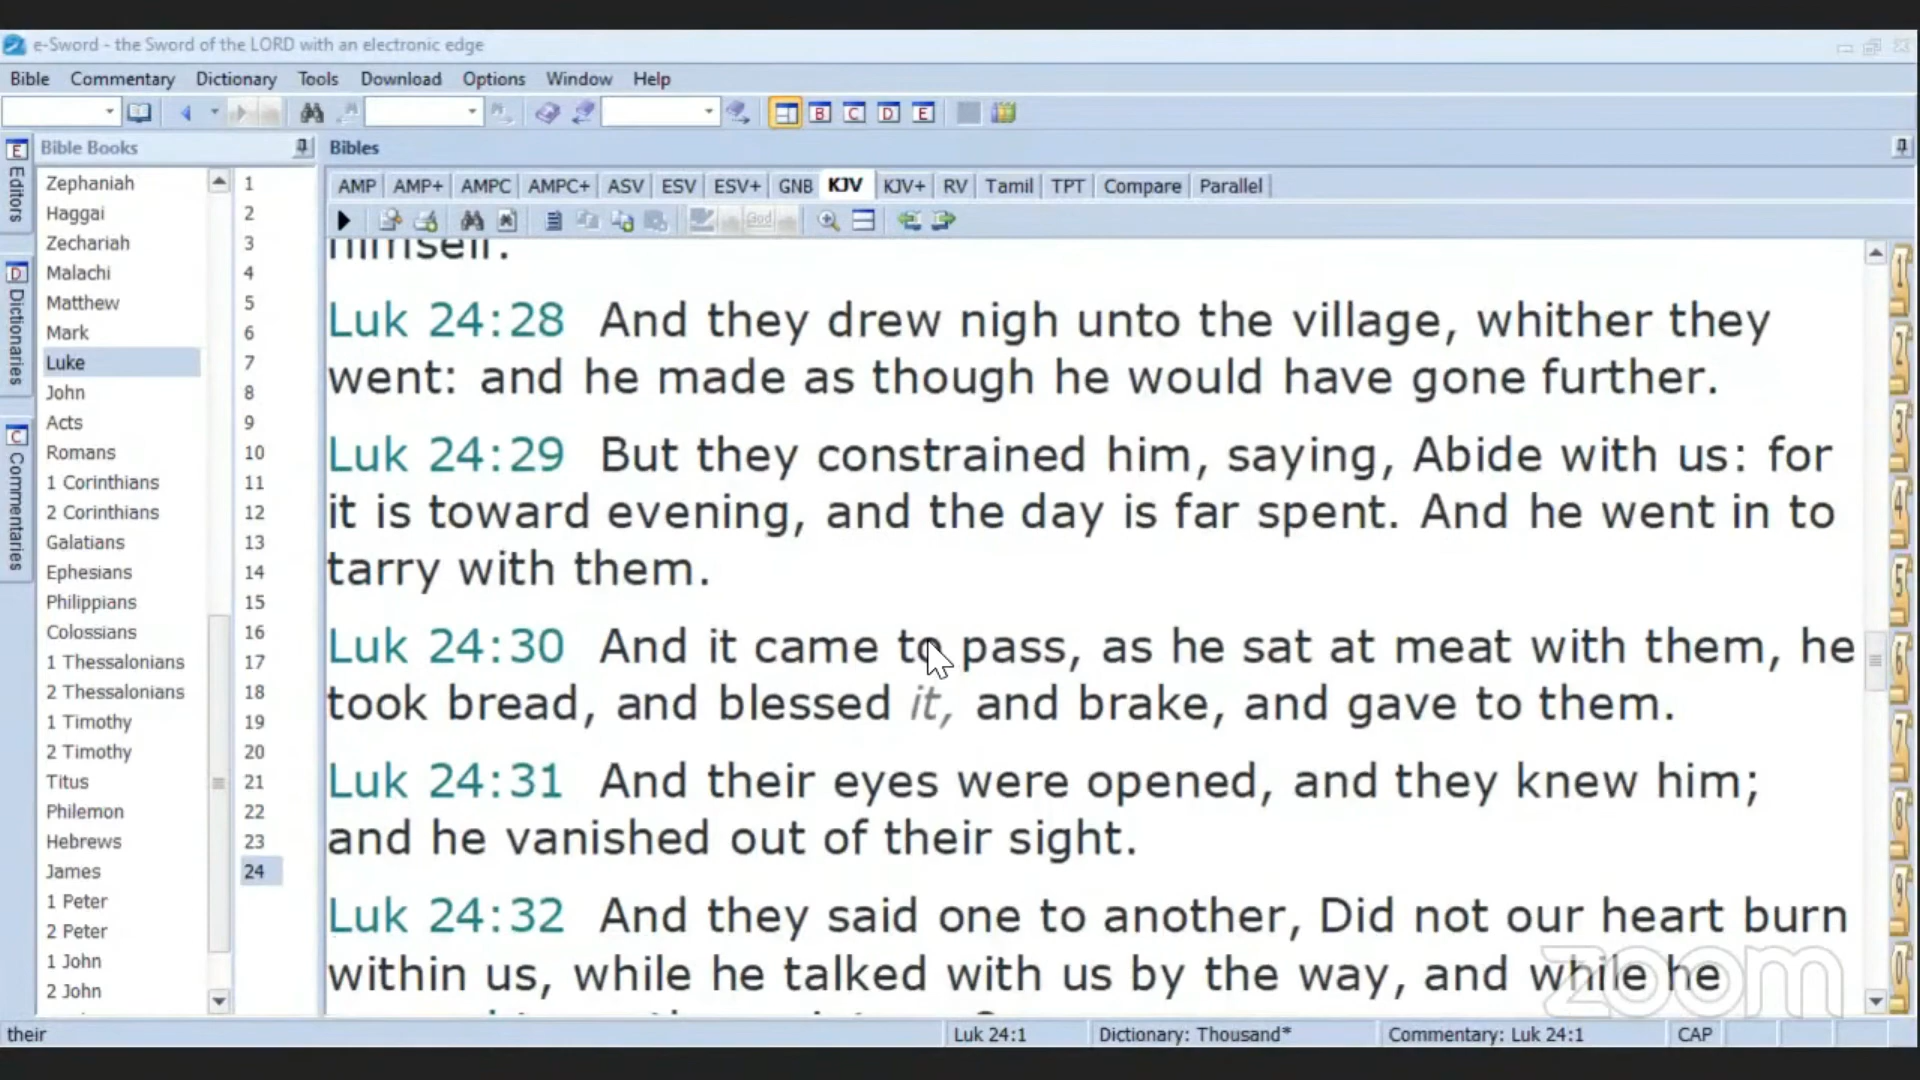 e-Sword - the Sword of the LORD with an electronic edge
Bible Commentary Dictionary Tools Download Options Window Help
B C D E
E Editors
D Dictionaries
C Commentaries
Bible Books
Zephaniah
Haggai
Zechariah
Malachi
Matthew
Mark
Luke
John
Acts
Romans
1 Corinthians
2 Corinthians
Galatians
Ephesians
Philippians
Colossians
1 Thessalonians
2 Thessalonians
1 Timothy
2 Timothy
Titus
Philemon
Hebrews
James
1 Peter
2 Peter
1 John
2 John
1
2
3
4
5
6
7
8
9
10
11
12
13
14
15
16
17
18
19
20
21
22
23
24
Bibles
AMP AMP+ AMPC AMPC+ ASV ESV ESV+ GNB KJV KJV+ RV Tamil TPT Compare Parallel
God
himself.
Luk 24:28 And they drew nigh unto the village, whither they
went: and he made as though he would have gone further.
Luk 24:29 But they constrained him, saying, Abide with us: for
it is toward evening, and the day is far spent. And he went in to
tarry with them.
Luk 24:30 And it came to pass, as he sat at meat with them, he
took bread, and blessed it, and brake, and gave to them.
Luk 24:31 And their eyes were opened, and they knew him;
and he vanished out of their sight.
Luk 24:32 And they said one to another, Did not our heart burn
within us, while he talked with us by the way, and while he
zoom
1
2
3
4
5
6
7
8
9
0
their
Luk 24:1
Dictionary: Thousand*
Commentary: Luk 24:1
CAP